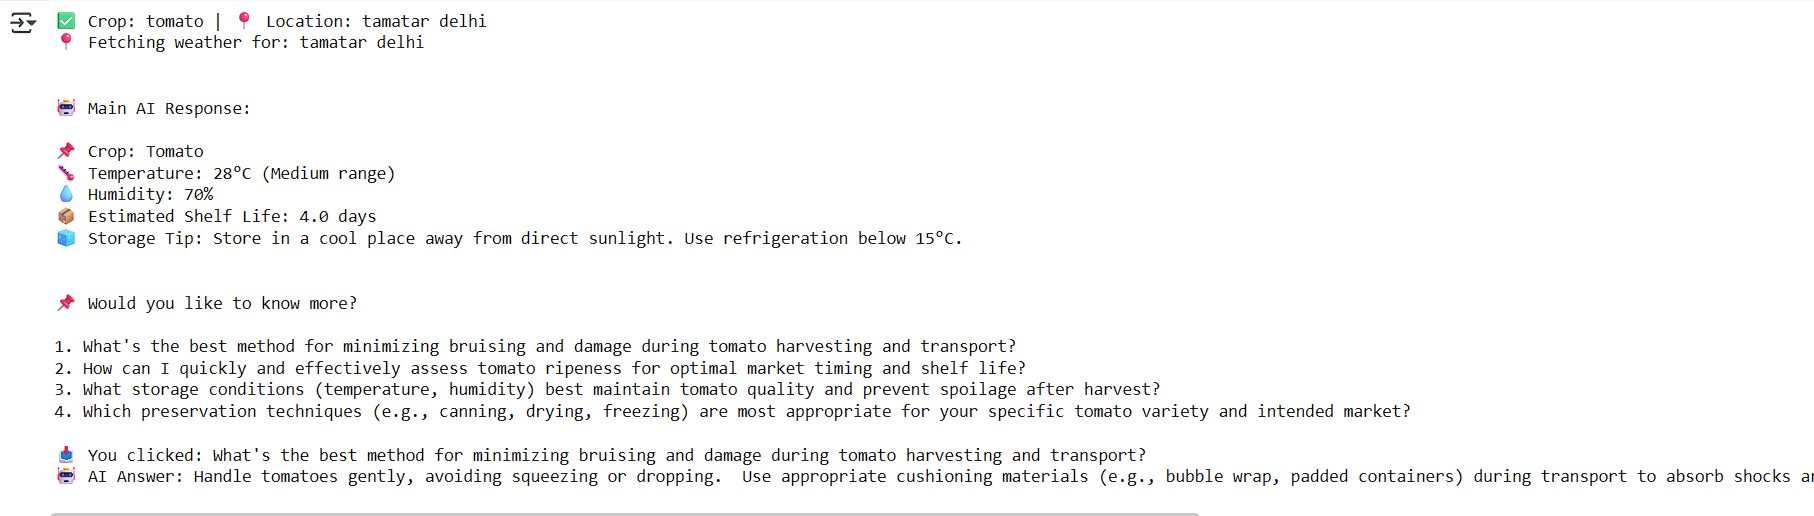 ✅ Crop: tomato | 📍 Location: tamatar delhi
📍 Fetching weather for: tamatar delhi
🤖 Main AI Response:
📌 Crop: Tomato
🌡️ Temperature: 28°C (Medium range)
💧 Humidity: 70%
📦 Estimated Shelf Life: 4.0 days
🧊 Storage Tip: Store in a cool place away from direct sunlight. Use refrigeration below 15°C.
📌 Would you like to know more?
1. What's the best method for minimizing bruising and damage during tomato harvesting and transport?
2. How can I quickly and effectively assess tomato ripeness for optimal market timing and shelf life?
3. What storage conditions (temperature, humidity) best maintain tomato quality and prevent spoilage after harvest?
4. Which preservation techniques (e.g., canning, drying, freezing) are most appropriate for your specific tomato variety and intended market?
📥 You clicked: What's the best method for minimizing bruising and damage during tomato harvesting and transport?
🤖 AI Answer: Handle tomatoes gently, avoiding squeezing or dropping.  Use appropriate cushioning materials (e.g., bubble wrap, padded containers) during transport to absorb shocks